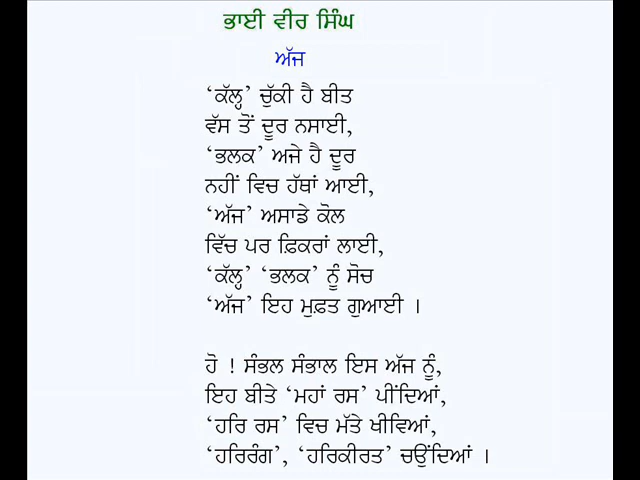 ਭਾਈ ਵੀਰ ਸਿੰਘ
ਅੱਜ
‘ਕੱਲ੍ਹ’ ਚੁੱਕੀ ਹੈ ਬੀਤ
ਵੱਸ ਤੋਂ ਦੂਰ ਨਸਾਈ,
‘ਭਲਕ’ ਅਜੇ ਹੈ ਦੂਰ
ਨਹੀਂ ਵਿਚ ਹੱਥਾਂ ਆਈ,
‘ਅੱਜ’ ਅਸਾਡੇ ਕੋਲ
ਵਿੱਚ ਪਰ ਫ਼ਿਕਰਾਂ ਲਾਈ,
‘ਕੱਲ੍ਹ’ ‘ਭਲਕ’ ਨੂੰ ਸੋਚ
‘ਅੱਜ’ ਇਹ ਮੁਫ਼ਤ ਗੁਆਈ ।
ਹੋ ! ਸੰਭਲ ਸੰਭਾਲ ਇਸ ਅੱਜ ਨੂੰ,
ਇਹ ਬੀਤੇ ‘ਮਹਾਂ ਰਸ’ ਪੀਂਦਿਆਂ,
‘ਹਰਿ ਰਸ’ ਵਿਚ ਮੱਤੇ ਖੀਵਿਆਂ,
‘ਹਰਿਰੰਗ’, ‘ਹਰਿਕੀਰਤ’ ਚਉਂਦਿਆਂ ।